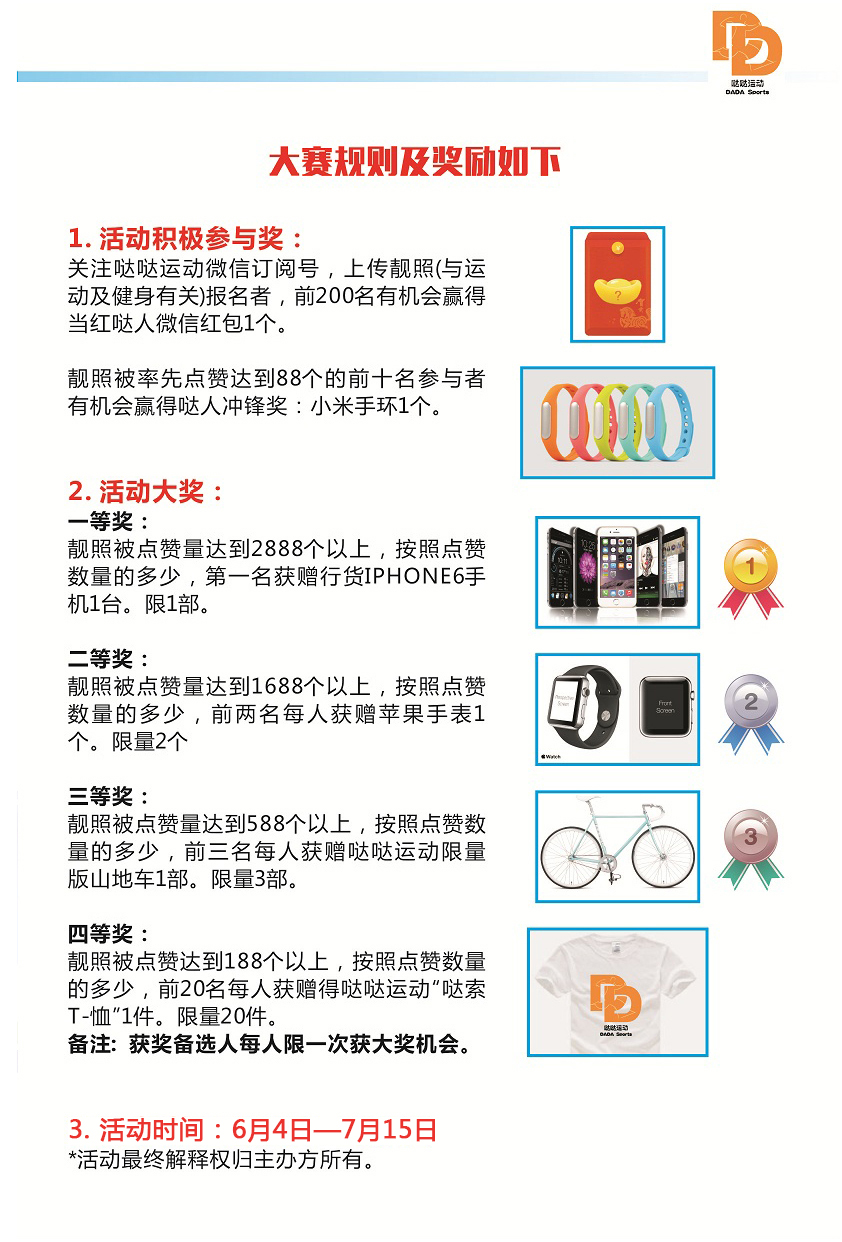 哒哒运动
DADA Sports
大赛规则及奖励如下
1. 活动积极参与奖：
关注哒哒运动微信订阅号，上传靓照(与运
动及健身有关)报名者，前200名有机会赢得
当红哒人微信红包1个。
?
靓照被率先点赞达到88个的前十名参与者
有机会赢得哒人冲锋奖：小米手环1个。
2. 活动大奖：
一等奖：
靓照被点赞量达到2888个以上，按照点赞
数量的多少，第一名获赠行货IPHONE6手
机1台。限1部。
1
二等奖：
靓照被点赞量达到1688个以上，按照点赞
数量的多少，前两名每人获赠苹果手表1
个。限量2个
Screen
Front
Screen
Watch
2
三等奖：
靓照被点赞量达到588个以上，按照点赞数
量的多少，前三名每人获赠哒哒运动限量
版山地车1部。限量3部。
3
四等奖：
靓照被点赞达到188个以上，按照点赞数量
的多少，前20名每人获赠得哒哒运动“哒索
T-恤”1件。限量20件。
备注: 获奖备选人每人限一次获大奖机会。
哒哒运动
DADA Sports
3. 活动时间：6月4日—7月15日
*活动最终解释权归主办方所有。